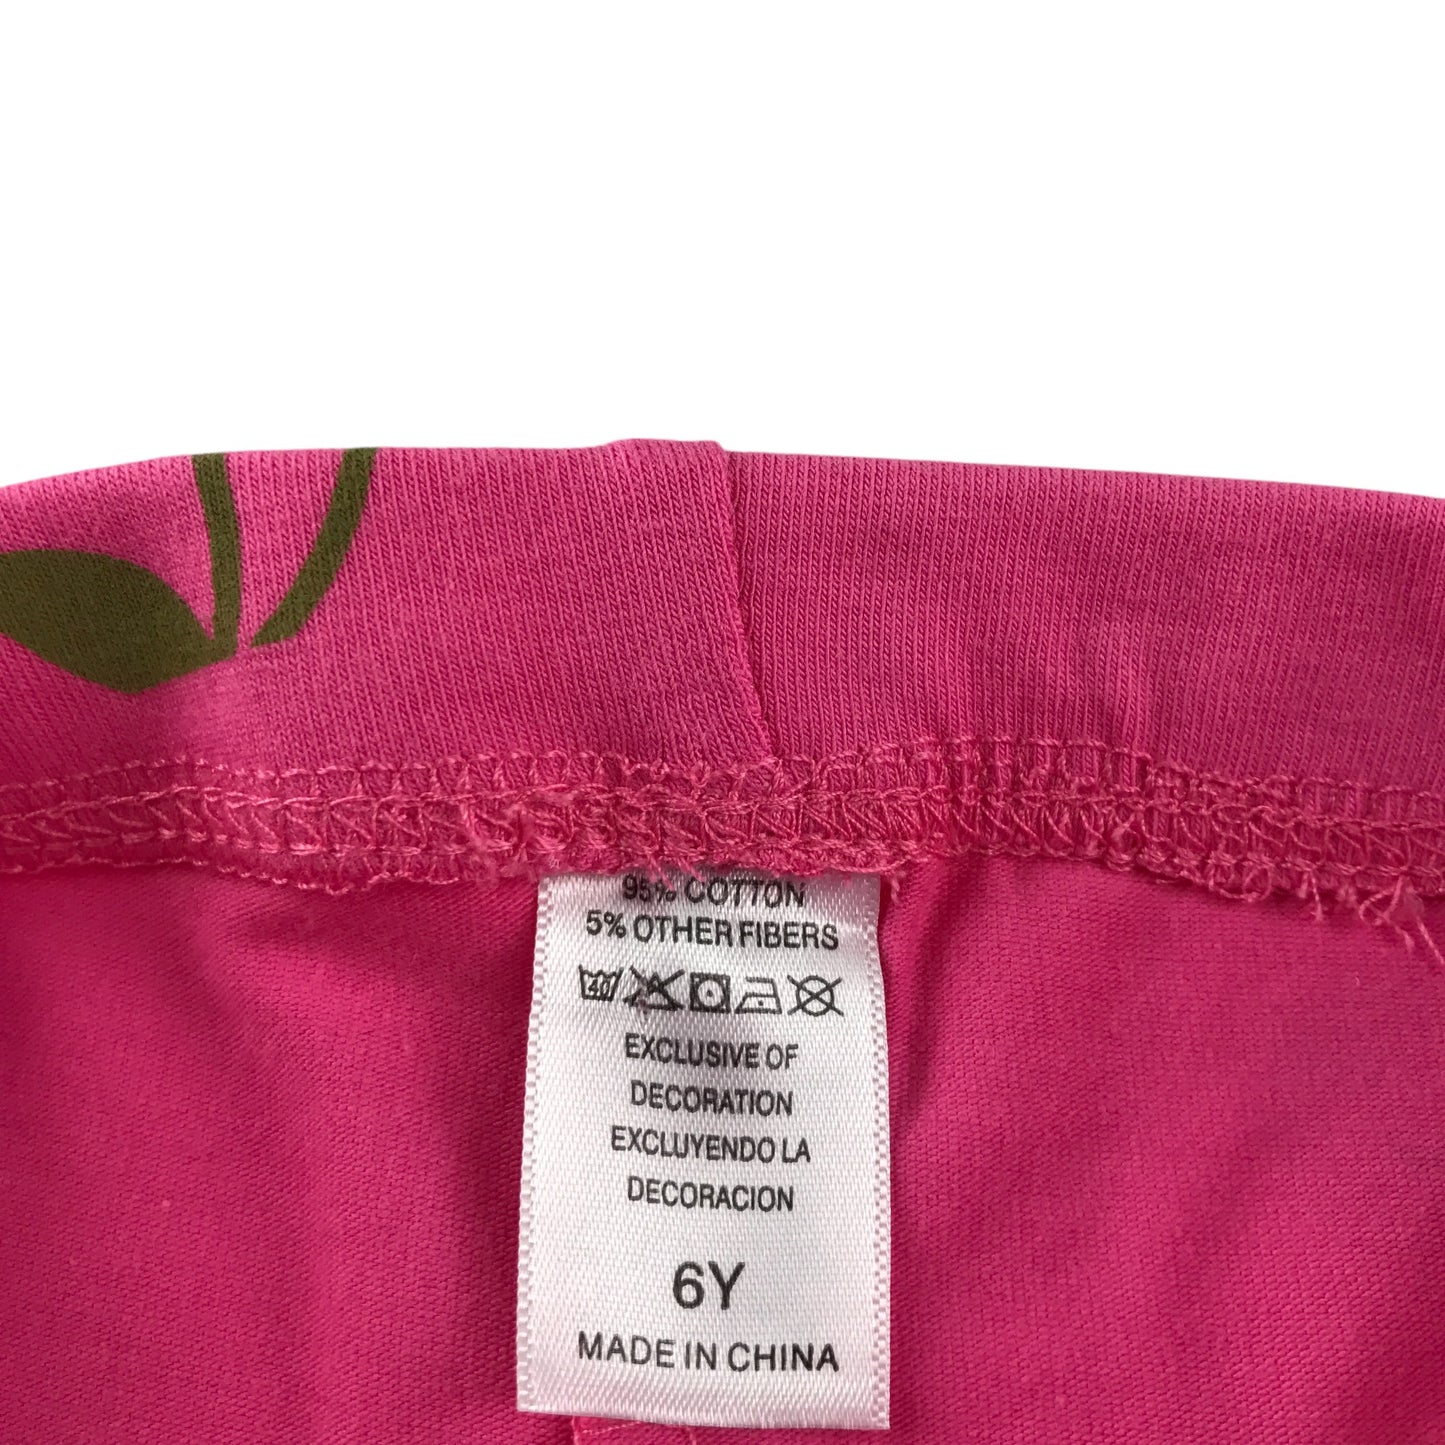 95% COTTON
5% OTHER FIBERS
40
EXCLUSIVE OF
DECORATION
EXCLUYENDO LA
DECORACION
6Y
MADE IN CHINA